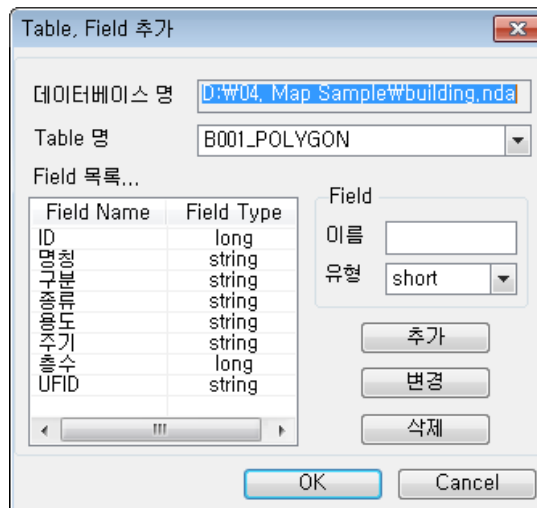 Table, Field 추가
데이터베이스 명 D:₩04. Map Sample₩building.nda
Table 명 B001_POLYGON
Field 목록...
Field Name Field Type
ID long
명칭 string
구분 string
종류 string
용도 string
주기 string
층수 long
UFID string
Field
이름
유형 short
추가
변경
삭제
OK Cancel